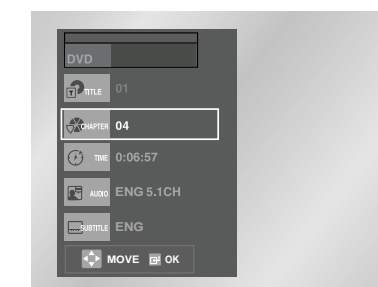 DVD
TITLE 01
CHAPTER 04
TIME 0:06:57
AUDIO ENG 5.1CH
SUBTITLE ENG
MOVE OK